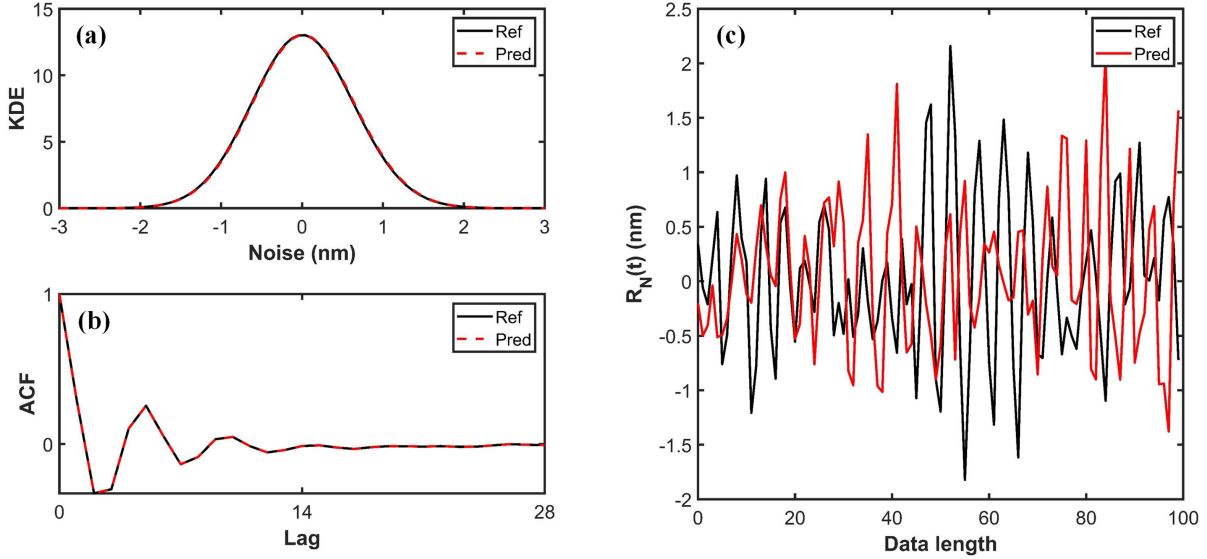 (a)
Ref
Pred
15
10
5
0
KDE
-3 -2 -1 0 1 2 3
Noise (nm)
(b)
Ref
Pred
1
0
ACF
0 14 28
Lag
(c)
Ref
Pred
2.5
2
1.5
1
0.5
0
-0.5
-1
-1.5
-2
R_N(t) (nm)
0 20 40 60 80 100
Data length